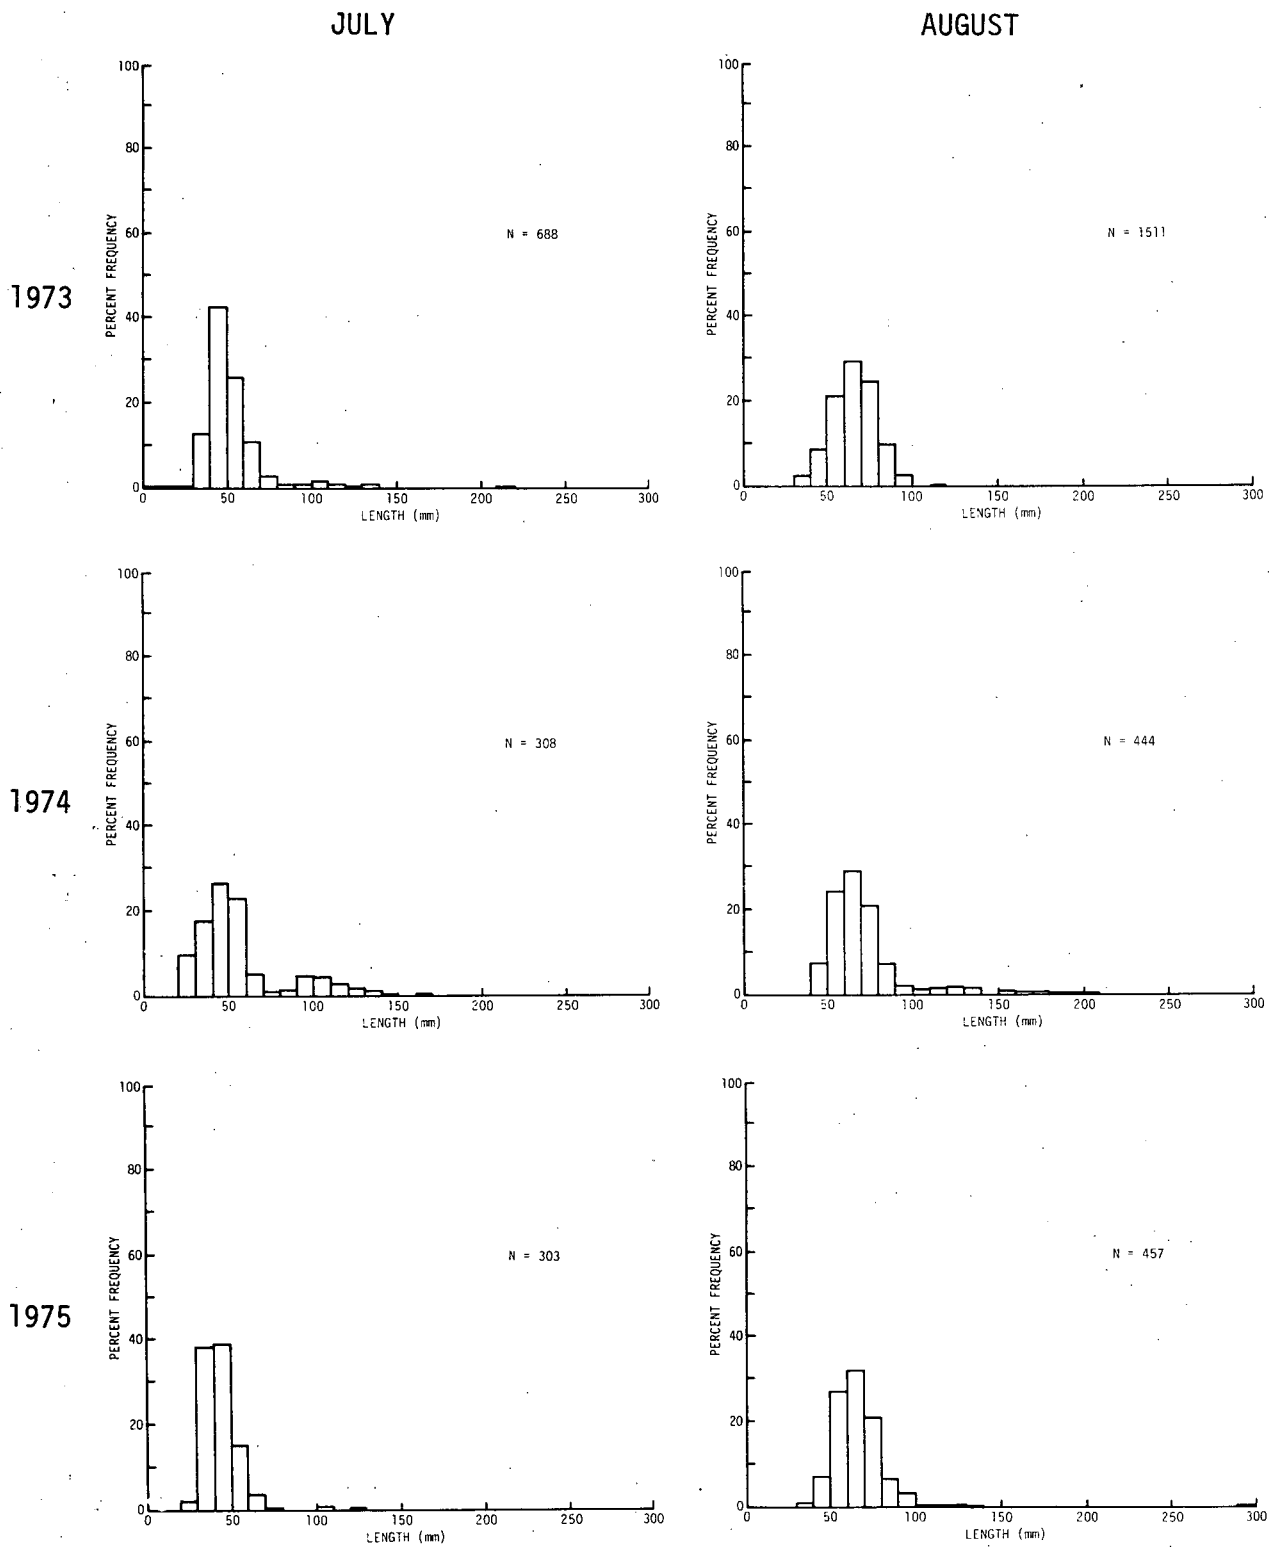 JULY
AUGUST
1973
PERCENT FREQUENCY
100
80
60
40
20
0
N = 688
0 50 100 150 200 250 300
LENGTH (mm)
PERCENT FREQUENCY
100
80
60
40
20
0
N = 1511
0 50 100 150 200 250 300
LENGTH (mm)
1974
PERCENT FREQUENCY
100
80
60
40
20
0
N = 308
0 50 100 150 200 250 300
LENGTH (mm)
PERCENT FREQUENCY
100
80
60
40
20
0
N = 444
0 50 100 150 200 250 300
LENGTH (mm)
1975
PERCENT FREQUENCY
100
80
60
40
20
0
N = 303
0 50 100 150 200 250 300
LENGTH (mm)
PERCENT FREQUENCY
100
80
60
40
20
0
N = 457
0 50 100 150 200 250 300
LENGTH (mm)